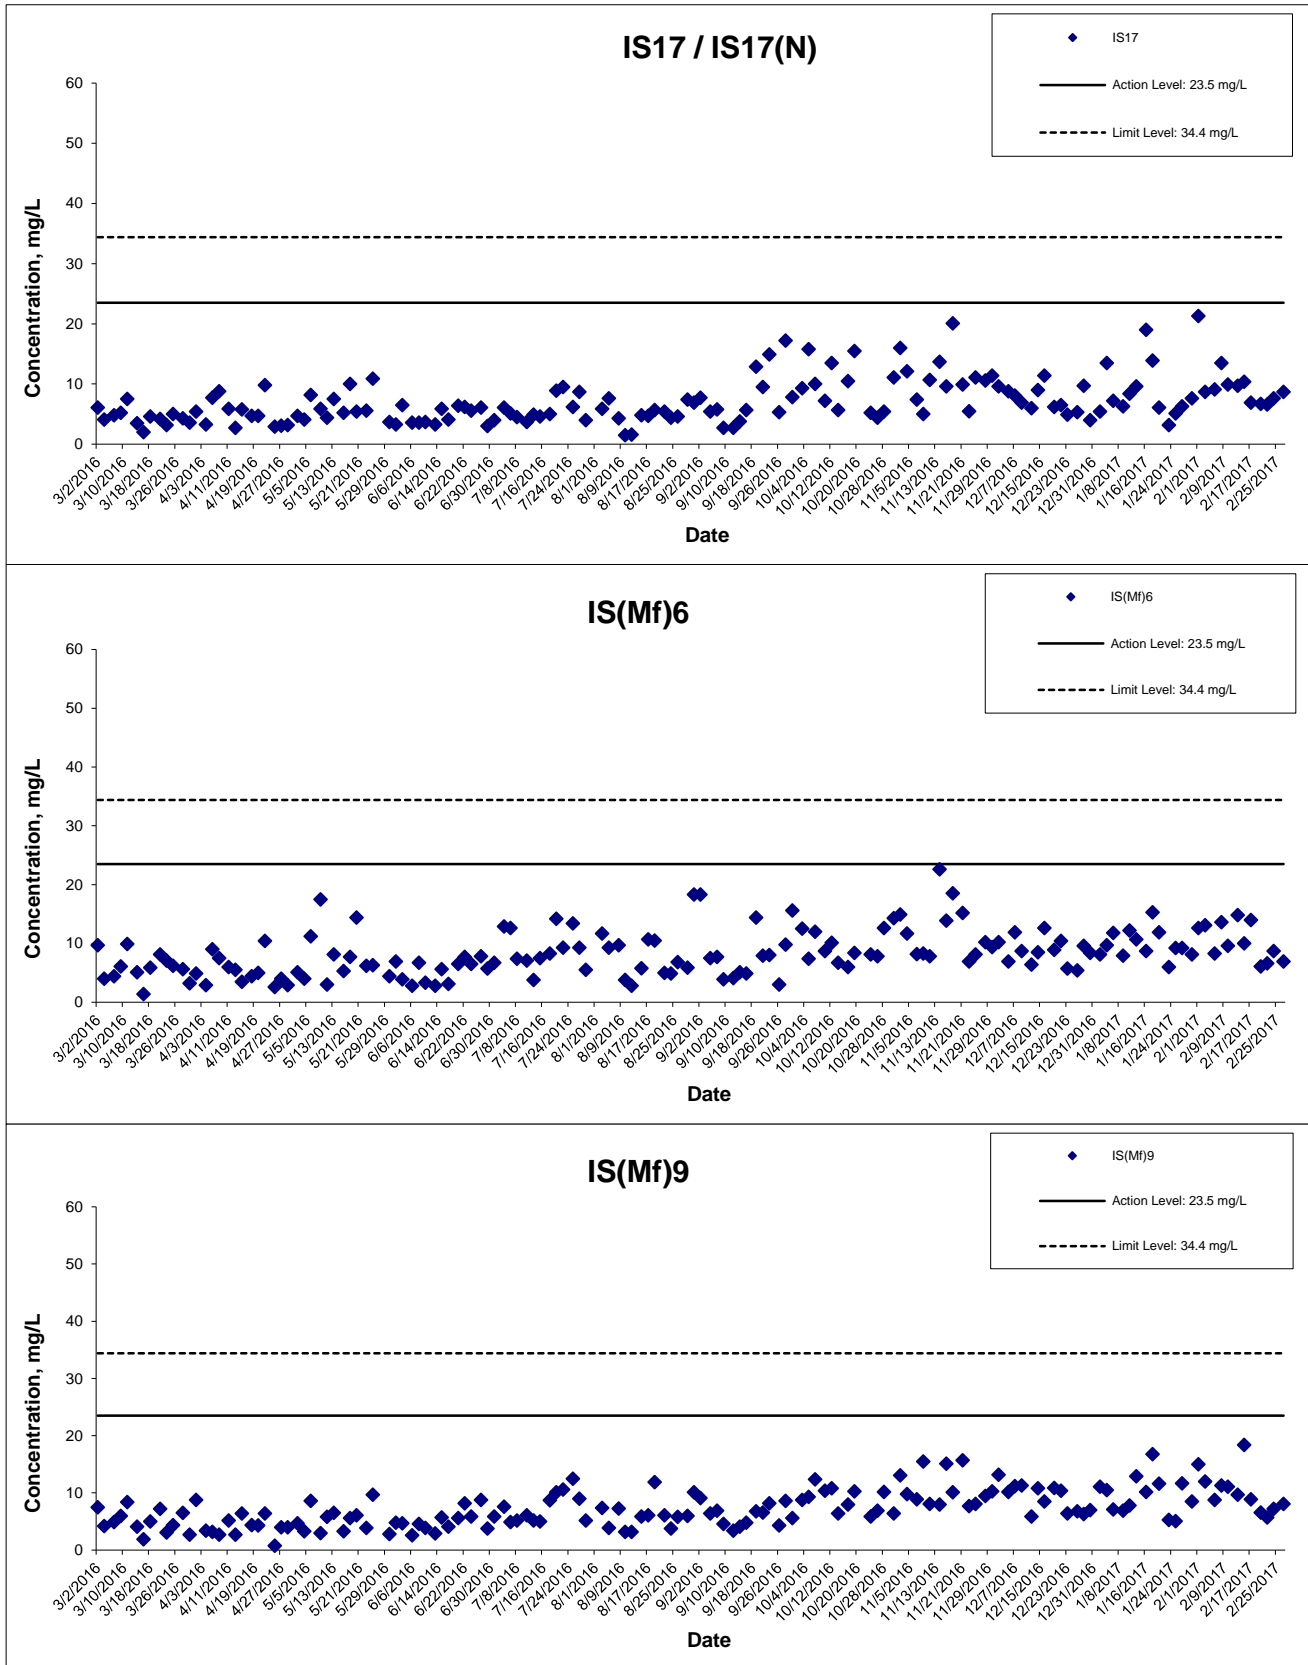 IS17 / IS17(N)
IS17
Action Level: 23.5 mg/L
Limit Level: 34.4 mg/L
60
50
40
30
20
10
0
Concentration, mg/L
3/2/2016 3/10/2016 3/18/2016 3/26/2016 4/3/2016 4/11/2016 4/19/2016 4/27/2016 5/5/2016 5/13/2016 5/21/2016 5/29/2016 6/6/2016 6/14/2016 6/22/2016 6/30/2016 7/8/2016 7/16/2016 7/24/2016 8/1/2016 8/9/2016 8/17/2016 8/25/2016 9/2/2016 9/10/2016 9/18/2016 9/26/2016 10/4/2016 10/12/2016 10/20/2016 10/28/2016 11/5/2016 11/13/2016 11/21/2016 11/29/2016 12/7/2016 12/15/2016 12/23/2016 12/31/2016 1/8/2017 1/16/2017 1/24/2017 2/1/2017 2/9/2017 2/17/2017 2/25/2017
Date
IS(Mf)6
IS(Mf)6
Action Level: 23.5 mg/L
Limit Level: 34.4 mg/L
60
50
40
30
20
10
0
Concentration, mg/L
3/2/2016 3/10/2016 3/18/2016 3/26/2016 4/3/2016 4/11/2016 4/19/2016 4/27/2016 5/5/2016 5/13/2016 5/21/2016 5/29/2016 6/6/2016 6/14/2016 6/22/2016 6/30/2016 7/8/2016 7/16/2016 7/24/2016 8/1/2016 8/9/2016 8/17/2016 8/25/2016 9/2/2016 9/10/2016 9/18/2016 9/26/2016 10/4/2016 10/12/2016 10/20/2016 10/28/2016 11/5/2016 11/13/2016 11/21/2016 11/29/2016 12/7/2016 12/15/2016 12/23/2016 12/31/2016 1/8/2017 1/16/2017 1/24/2017 2/1/2017 2/9/2017 2/17/2017 2/25/2017
Date
IS(Mf)9
IS(Mf)9
Action Level: 23.5 mg/L
Limit Level: 34.4 mg/L
60
50
40
30
20
10
0
Concentration, mg/L
3/2/2016 3/10/2016 3/18/2016 3/26/2016 4/3/2016 4/11/2016 4/19/2016 4/27/2016 5/5/2016 5/13/2016 5/21/2016 5/29/2016 6/6/2016 6/14/2016 6/22/2016 6/30/2016 7/8/2016 7/16/2016 7/24/2016 8/1/2016 8/9/2016 8/17/2016 8/25/2016 9/2/2016 9/10/2016 9/18/2016 9/26/2016 10/4/2016 10/12/2016 10/20/2016 10/28/2016 11/5/2016 11/13/2016 11/21/2016 11/29/2016 12/7/2016 12/15/2016 12/23/2016 12/31/2016 1/8/2017 1/16/2017 1/24/2017 2/1/2017 2/9/2017 2/17/2017 2/25/2017
Date